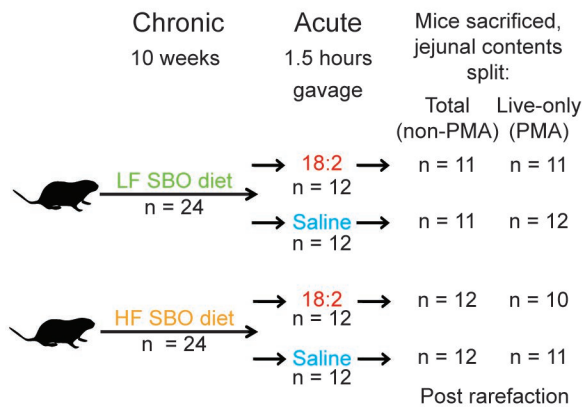 Chronic
10 weeks
Acute
1.5 hours
gavage
Mice sacrificed,
jejunal contents
split:
Total
(non-PMA)
Live-only
(PMA)
LF SBO diet
n = 24
18:2
n = 12
n = 11
n = 11
Saline
n = 12
n = 11
n = 12
HF SBO diet
n = 24
18:2
n = 12
n = 12
n = 10
Saline
n = 12
n = 12
n = 11
Post rarefaction